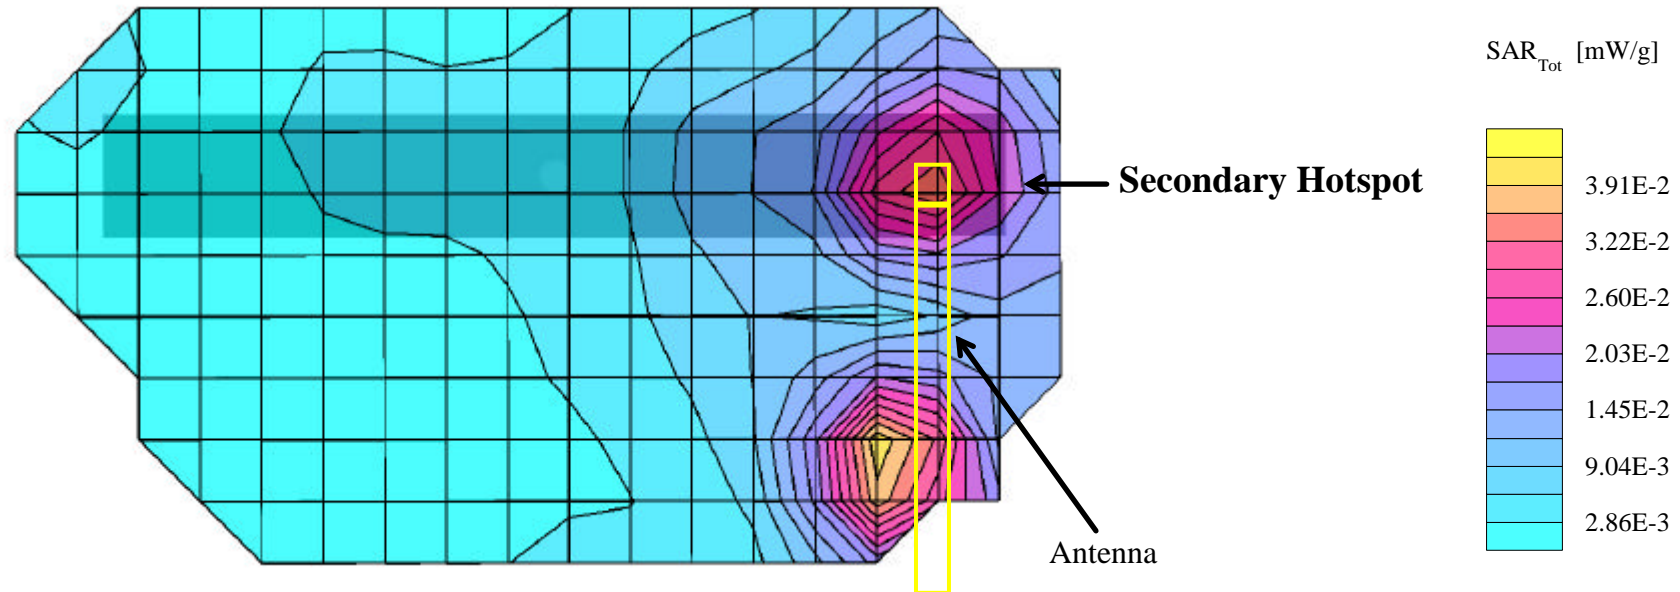 SAR_Tot [mW/g]
3.91E-2
Secondary Hotspot
3.22E-2
2.60E-2
2.03E-2
1.45E-2
9.04E-3
2.86E-3
Antenna